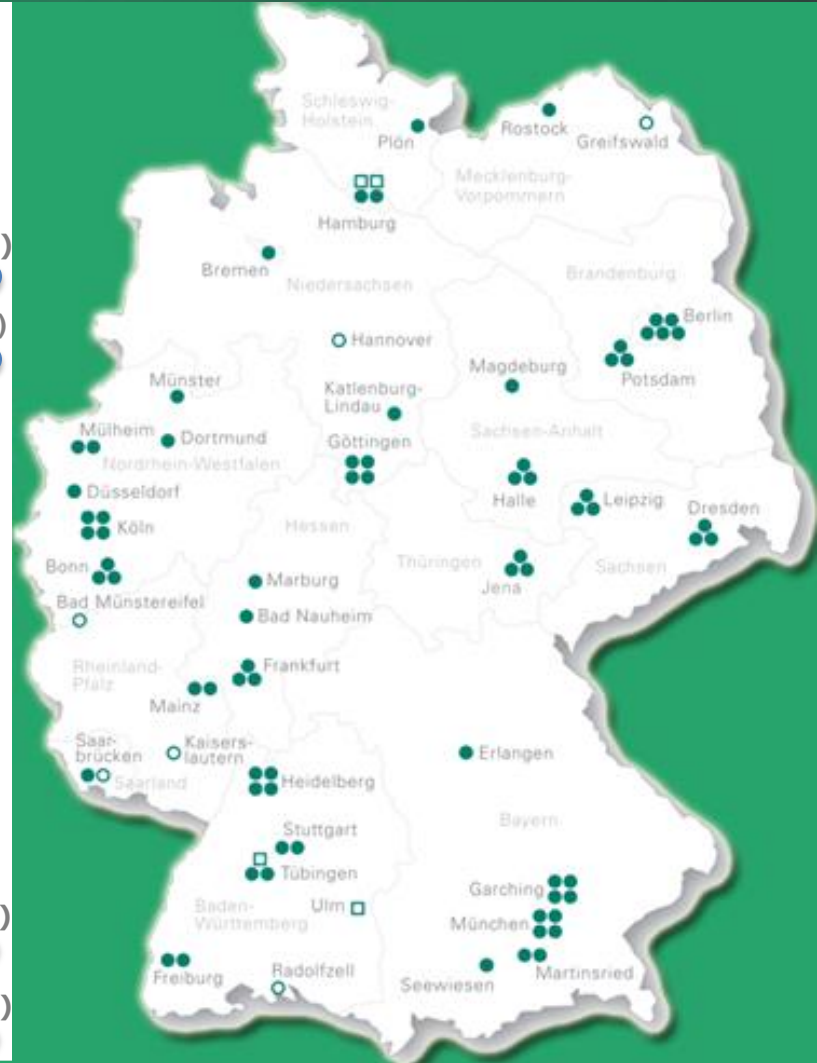 Schleswig-
Holstein
Plön
Rostock
Greifswald
Mecklenburg-
Vorpommern
Hamburg
)
Bremen
Niedersachsen
Brandenburg
)
Berlin
Hannover
Potsdam
Magdeburg
Münster
Katlenburg-
Lindau
Mülheim
Dortmund
Göttingen
Sachsen-Anhalt
Nordrhein-Westfalen
Düsseldorf
Halle
Leipzig
Dresden
Köln
Hessen
Bonn
Thüringen
Sachsen
Marburg
Jena
Bad Münstereifel
Bad Nauheim
Rheinland-
Pfalz
Frankfurt
Mainz
Saar-
brücken
Kaisers-
lautern
Saarland
Erlangen
Heidelberg
Stuttgart
Bayern
Tübingen
Garching
Baden-
Württemberg
Ulm
München
)
Freiburg
Radolfzell
Seewiesen
Martinsried
)